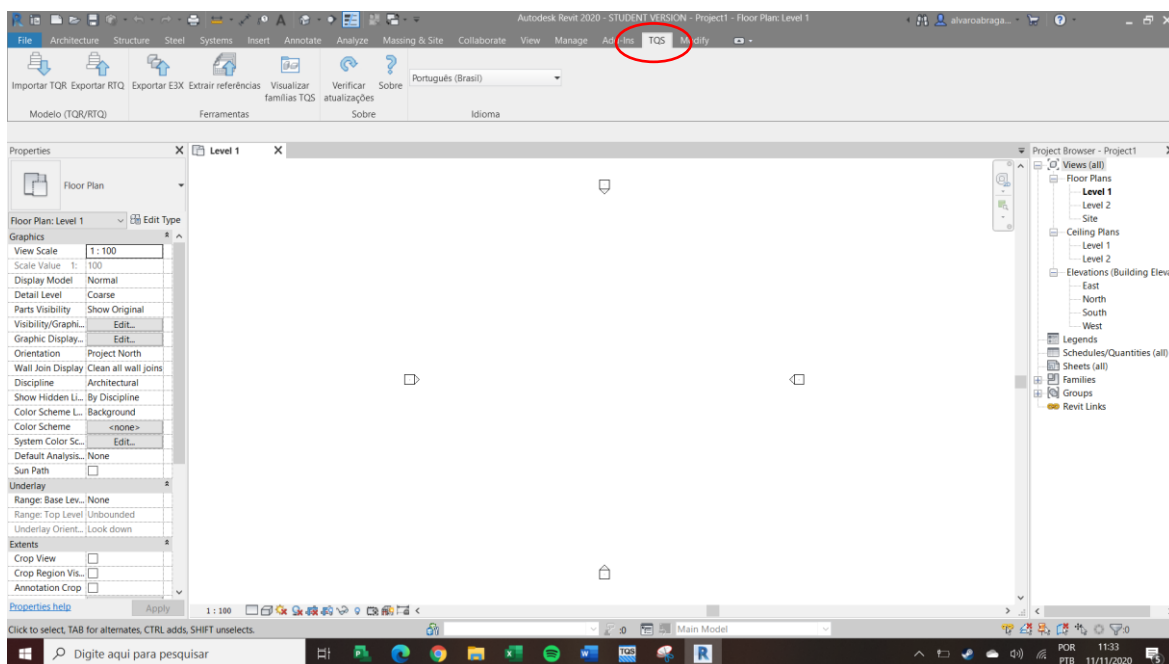 Autodesk Revit 2020 - STUDENT VERSION - Project1 - Floor Plan: Level 1
alvaroabraga...
File Architecture Structure Steel Systems Insert Annotate Analyze Massing & Site Collaborate View Manage Add-Ins TQS Modify
Importar TQR Exportar RTQ Exportar E3X Extrair referências Visualizar famílias TQS Verificar atualizações Sobre Português (Brasil)
Modelo (TQR/RTQ) Ferramentas Sobre Idioma
Properties
Floor Plan
Floor Plan: Level 1 Edit Type
Graphics
View Scale 1 : 100
Scale Value 1: 100
Display Model Normal
Detail Level Coarse
Parts Visibility Show Original
Visibility/Graphi... Edit...
Graphic Display... Edit...
Orientation Project North
Wall Join Display Clean all wall joins
Discipline Architectural
Show Hidden Li... By Discipline
Color Scheme L... Background
Color Scheme <none>
System Color Sc... Edit...
Default Analysis... None
Sun Path
Underlay
Range: Base Lev... None
Range: Top Level Unbounded
Underlay Orient... Look down
Extents
Crop View
Crop Region Vis...
Annotation Crop
Properties help Apply
Level 1 X
Project Browser - Project1
Views (all)
Floor Plans
Level 1
Level 2
Site
Ceiling Plans
Level 1
Level 2
Elevations (Building Eleva
East
North
South
West
Legends
Schedules/Quantities (all)
Sheets (all)
Families
Groups
Revit Links
1 : 100
Click to select, TAB for alternates, CTRL adds, SHIFT unselects.
:0 Main Model :0
Digite aqui para pesquisar
TQS
POR 11:33
PTB 11/11/2020